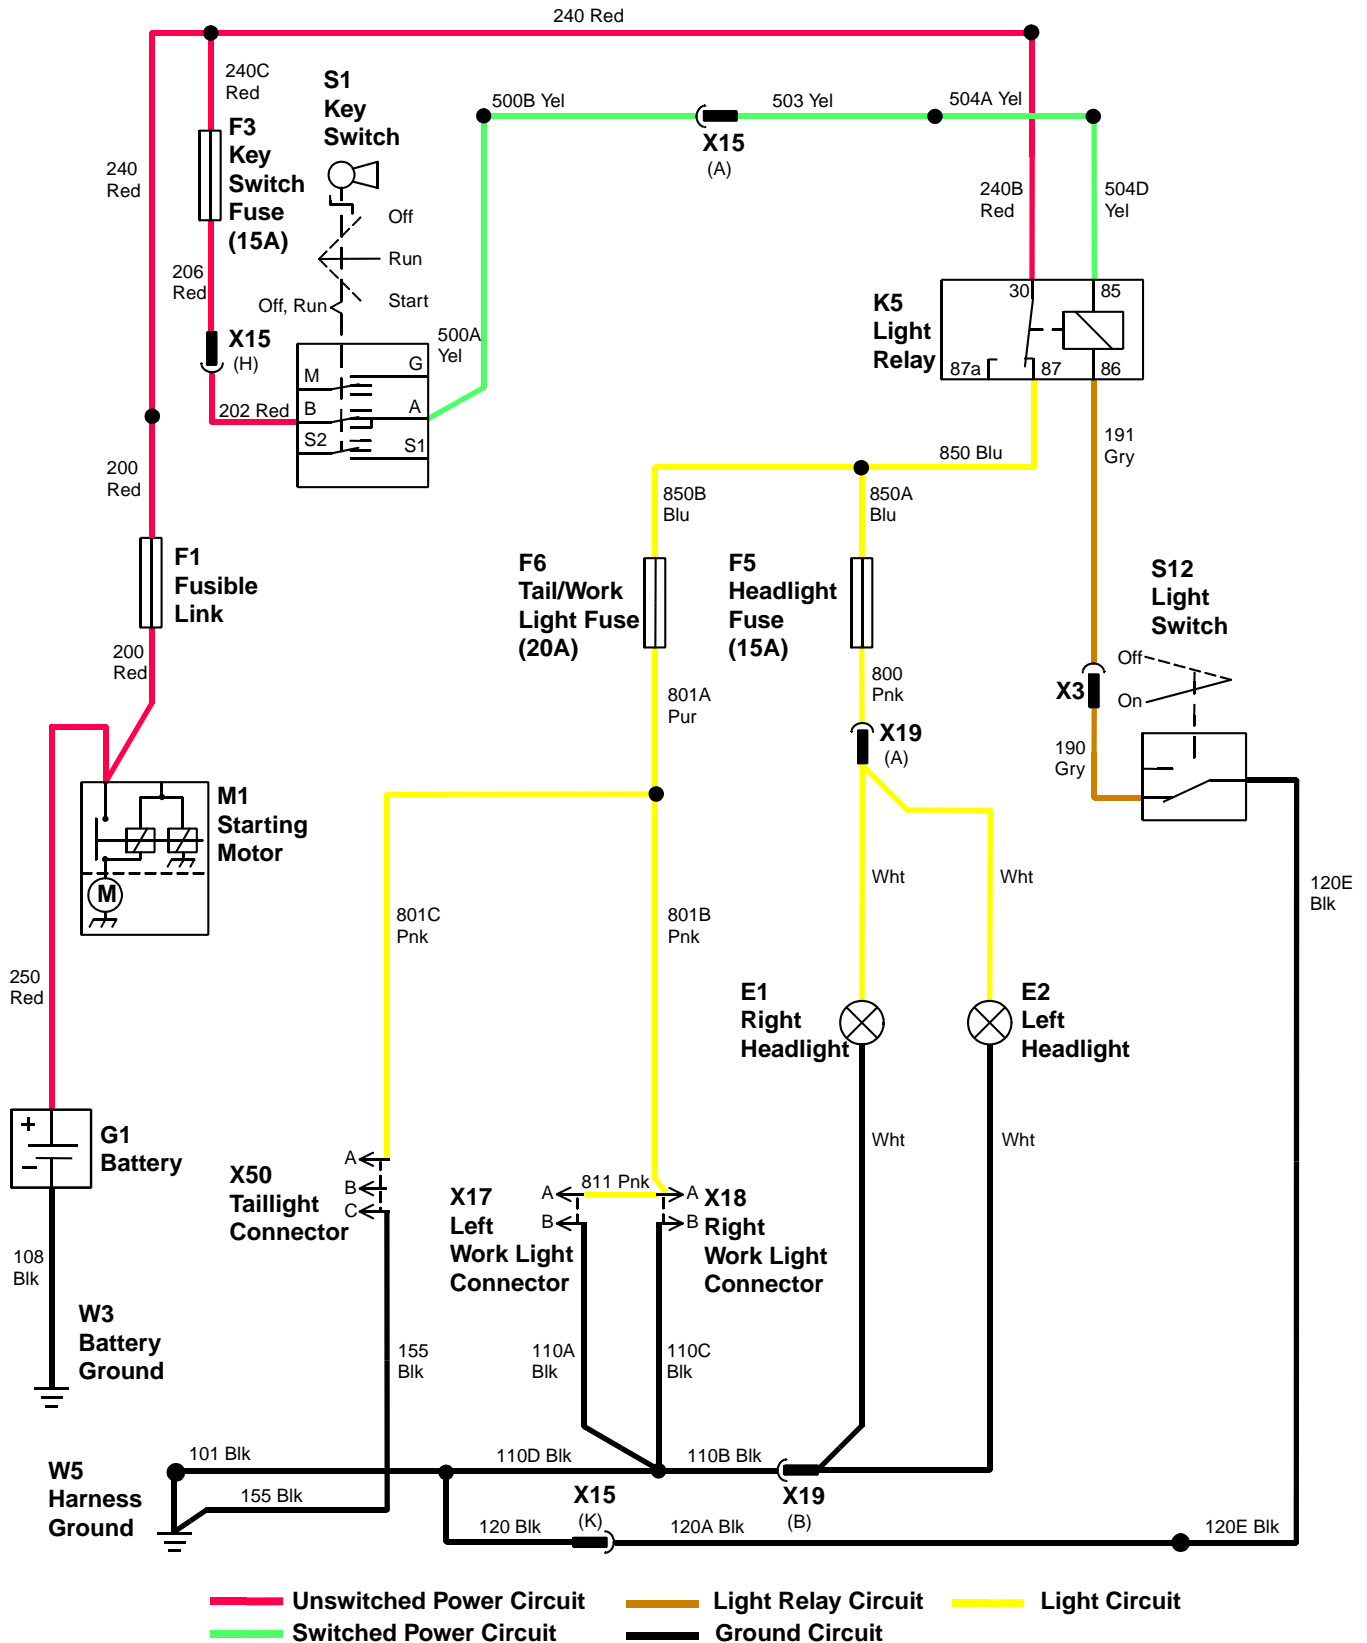 240 Red
240C
Red
S1
Key
Switch
500B Yel
503 Yel
504A Yel
F3
Key
Switch
Fuse
(15A)
X15
(A)
240
Red
240B
Red
504D
Yel
Off
Run
Start
Off, Run
206
Red
X15
(H)
500A
Yel
K5
Light
Relay
30
85
87a
87
86
M
G
B
A
S2
S1
202 Red
191
Gry
850 Blu
200
Red
850B
Blu
850A
Blu
F1
Fusible
Link
F6
Tail/Work
Light Fuse
(20A)
F5
Headlight
Fuse
(15A)
S12
Light
Switch
200
Red
801A
Pur
800
Pnk
Off
On
X3
X19
(A)
190
Gry
M1
Starting
Motor
M
Wht
Wht
120E
Blk
801C
Pnk
801B
Pnk
250
Red
E1
Right
Headlight
E2
Left
Headlight
+
–
G1
Battery
Wht
Wht
X50
Taillight
Connector
A
B
C
X17
Left
Work Light
Connector
A
B
811 Pnk
A
B
X18
Right
Work Light
Connector
108
Blk
W3
Battery
Ground
155
Blk
110A
Blk
110C
Blk
101 Blk
110D Blk
110B Blk
W5
Harness
Ground
155 Blk
X15
(K)
X19
(B)
120 Blk
120A Blk
120E Blk
Unswitched Power Circuit
Light Relay Circuit
Light Circuit
Switched Power Circuit
Ground Circuit